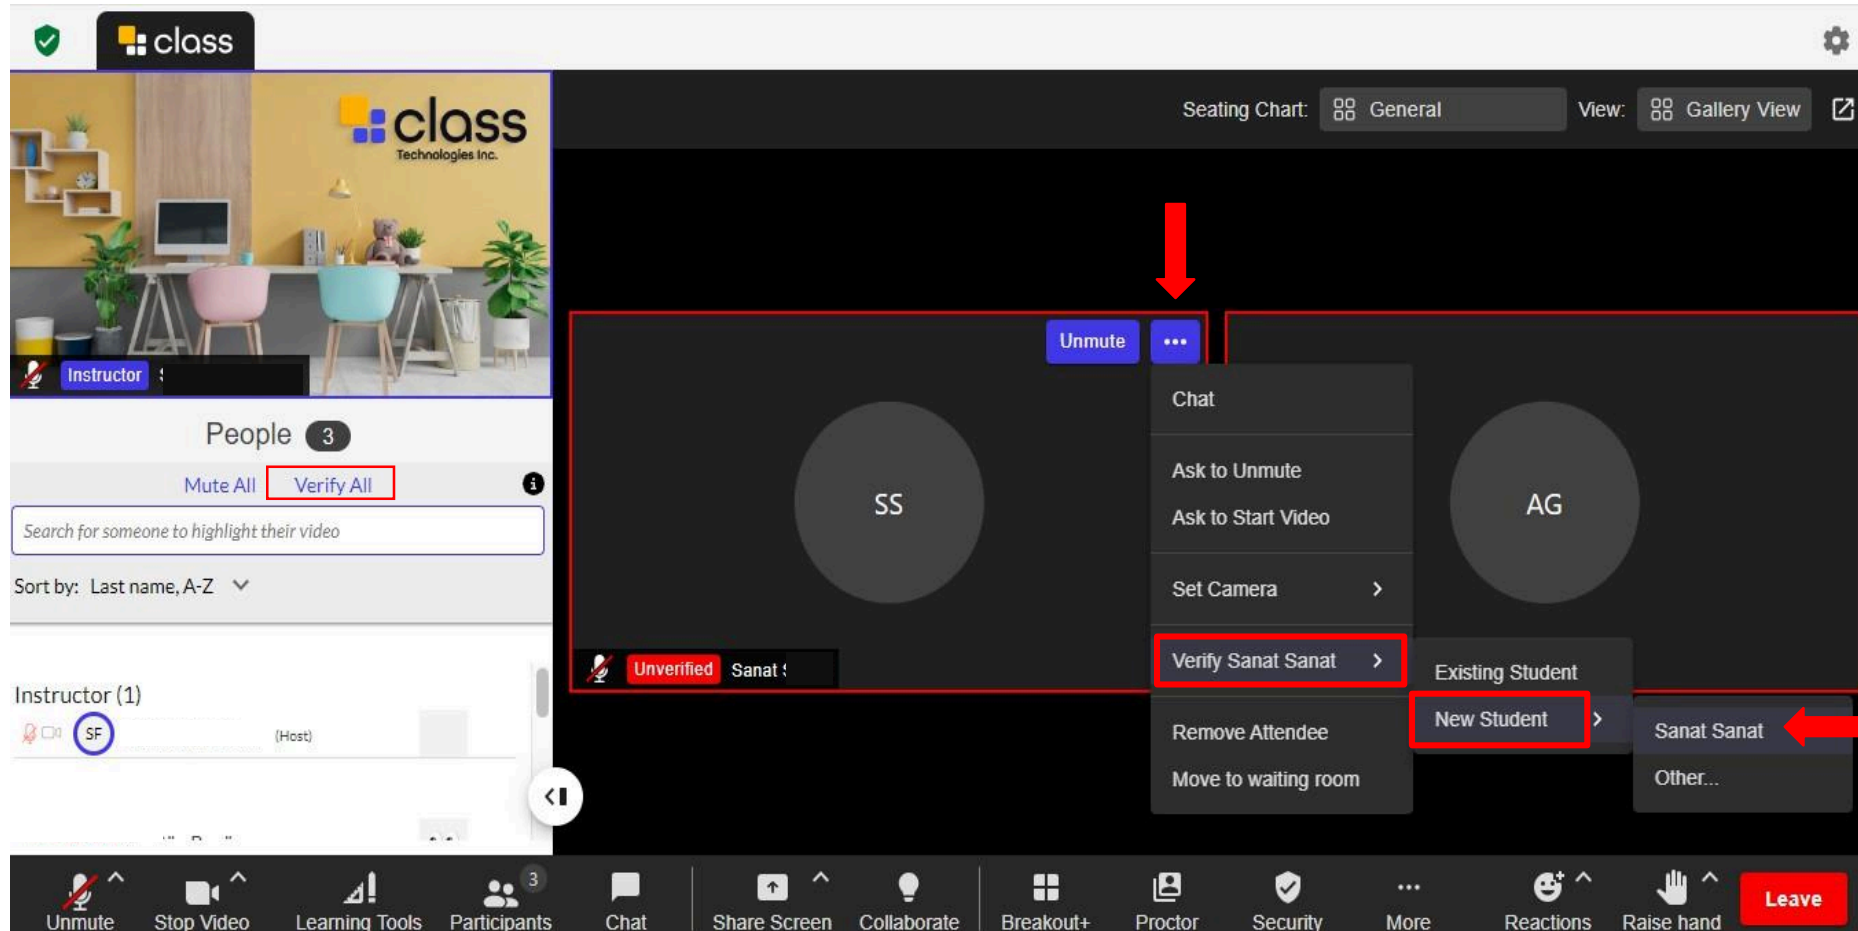 class
Seating Chart: General View: Gallery View
class
Technologies Inc.
Instructor
People 3
Mute All Verify All
Search for someone to highlight their video
Sort by: Last name, A-Z
Instructor (1)
SF (Host)
Unmute
SS
Unverified Sanat
AG
Chat
Ask to Unmute
Ask to Start Video
Set Camera
Verify Sanat Sanat
Remove Attendee
Move to waiting room
Existing Student
New Student
Sanat Sanat
Other...
3
Unmute Stop Video Learning Tools Participants Chat Share Screen Collaborate Breakout+ Proctor Security More Reactions Raise hand Leave